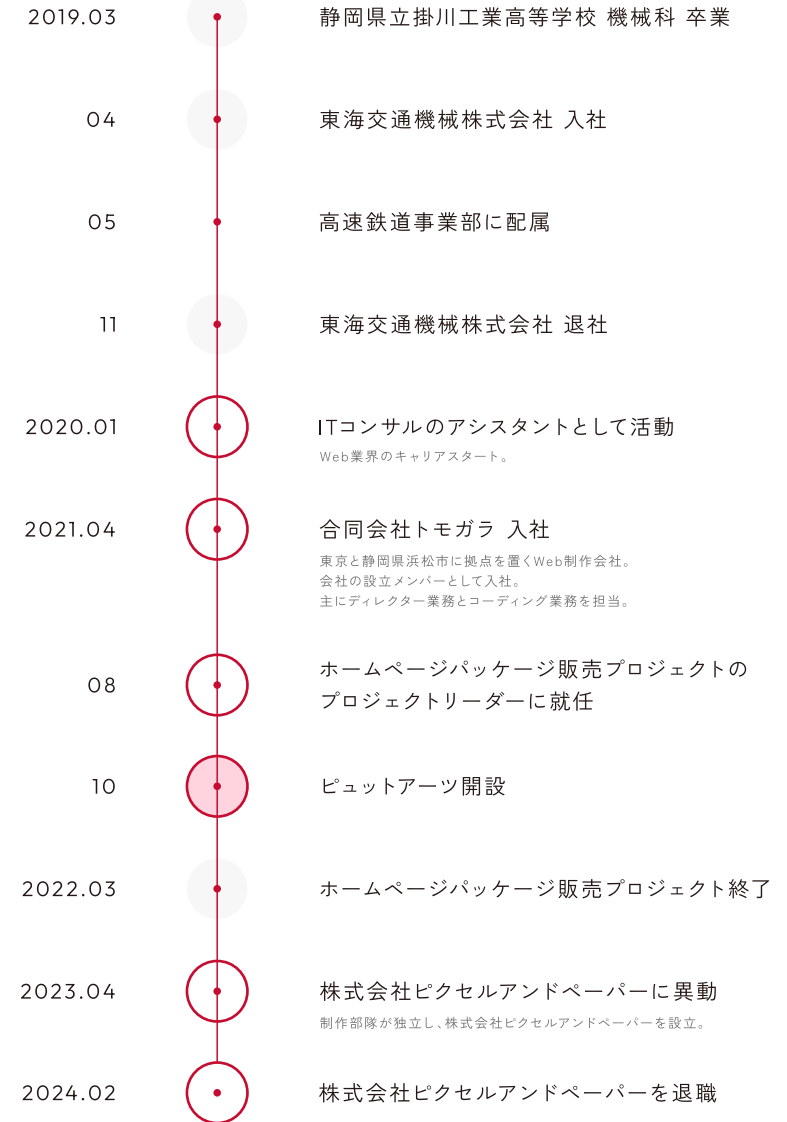 2019.03 静岡県立掛川工業高等学校 機械科 卒業
04 東海交通機械株式会社 入社
05 高速鉄道事業部に配属
11 東海交通機械株式会社 退社
2020.01 ITコンサルのアシスタントとして活動
Web業界のキャリアスタート。
2021.04 合同会社トモガラ 入社
東京と静岡県浜松市に拠点を置くWeb制作会社。
会社の設立メンバーとして入社。
主にディレクター業務とコーディング業務を担当。
08 ホームページパッケージ販売プロジェクトの
プロジェクトリーダーに就任
10 ピュットアーツ開設
2022.03 ホームページパッケージ販売プロジェクト終了
2023.04 株式会社ピクセルアンドペーパーに異動
制作部隊が独立し、株式会社ピクセルアンドペーパーを設立。
2024.02 株式会社ピクセルアンドペーパーを退職